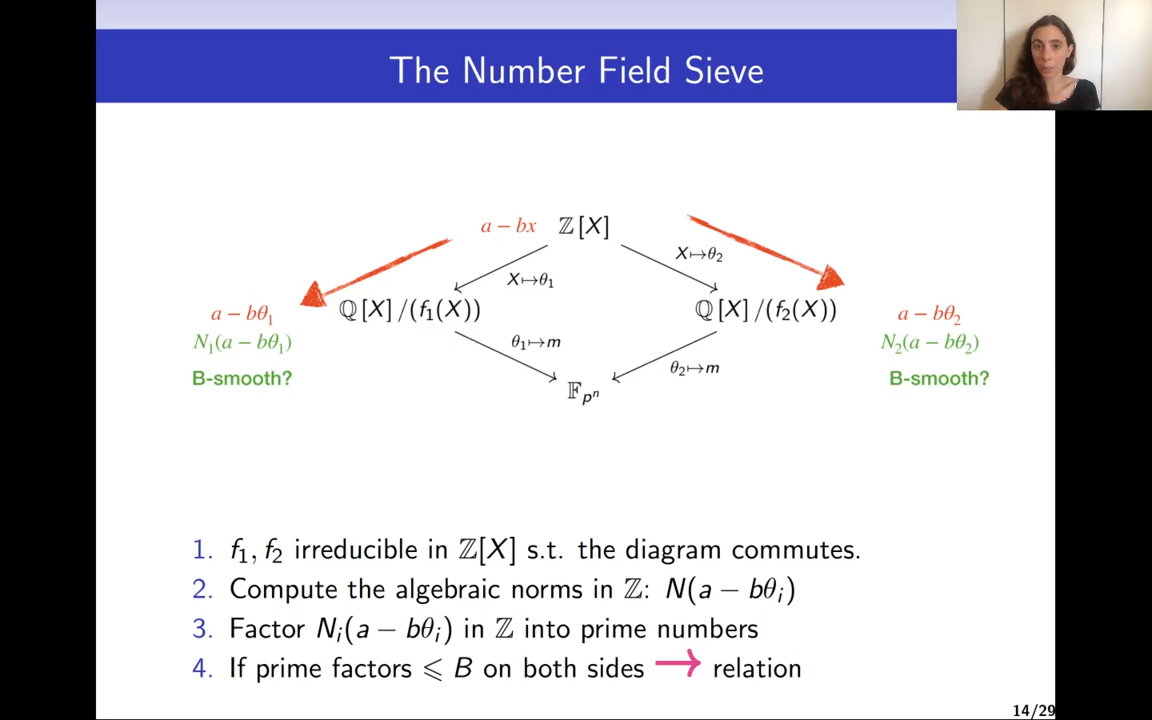 The Number Field Sieve
a − bx ℤ[X]
X↦θ₂
X↦θ₁
a − bθ₁ ℚ[X]/(f₁(X)) ℚ[X]/(f₂(X)) a − bθ₂
N₁(a − bθ₁) θ₁↦m N₂(a − bθ₂)
θ₂↦m
B-smooth? 𝔽ₚⁿ B-smooth?
1. f₁, f₂ irreducible in ℤ[X] s.t. the diagram commutes.
2. Compute the algebraic norms in ℤ: N(a − bθᵢ)
3. Factor Nᵢ(a − bθᵢ) in ℤ into prime numbers
4. If prime factors ⩽ B on both sides → relation
14/29